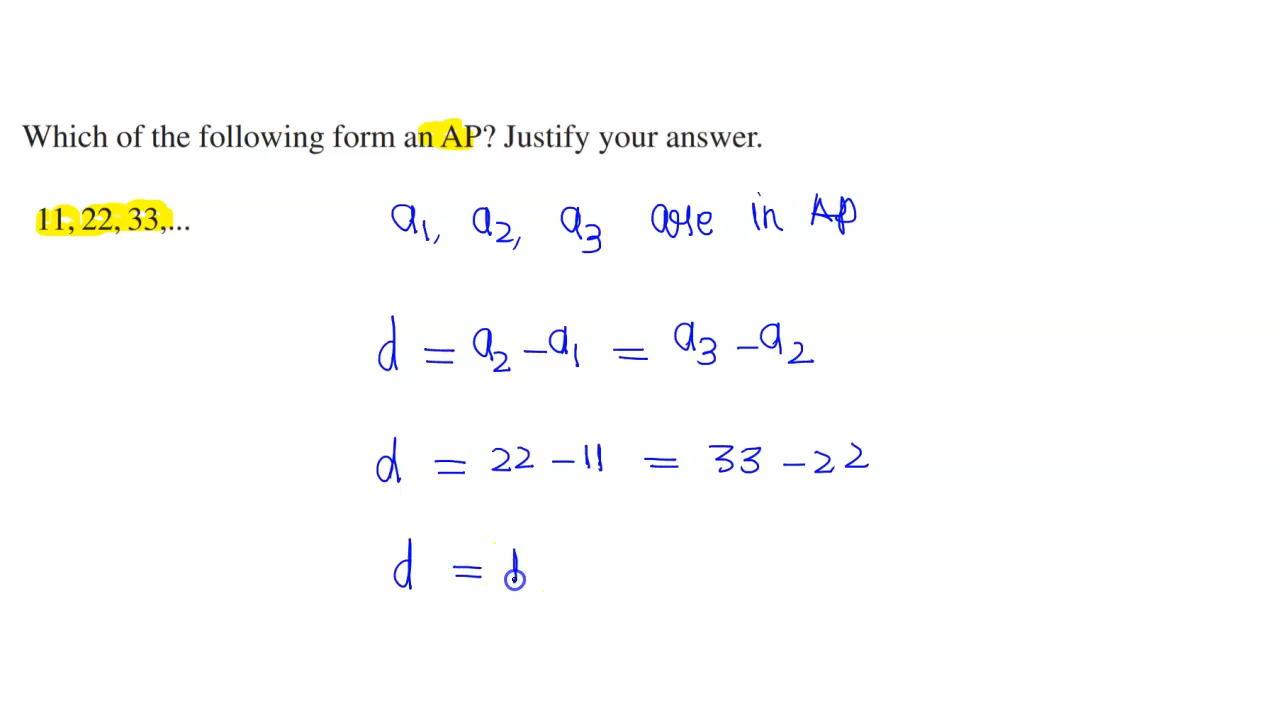 Which of the following form an AP? Justify your answer.
11, 22, 33,... a₁, a₂, a₃ are in AP
d = a₂ - a₁ = a₃ - a₂
d = 22 - 11 = 33 - 22
d =